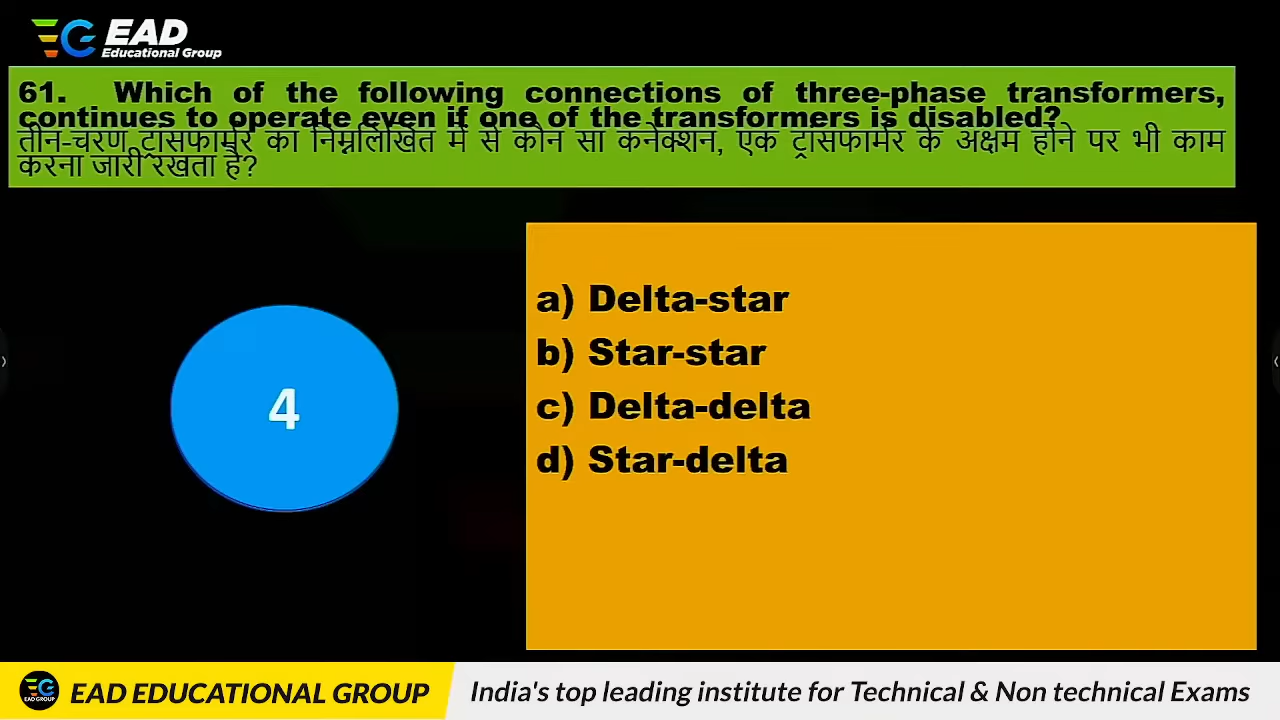 EAD
Educational Group
61. Which of the following connections of three-phase transformers,
continues to operate even if one of the transformers is disabled?
तीन-चरण ट्रांसफार्मर का निम्नलिखित में से कौन सा कनेक्शन, एक ट्रांसफार्मर के अक्षम होने पर भी काम
करना जारी रखता है?
4
a) Delta-star
b) Star-star
c) Delta-delta
d) Star-delta
EAD GROUP
EAD EDUCATIONAL GROUP
India's top leading institute for Technical & Non technical Exams